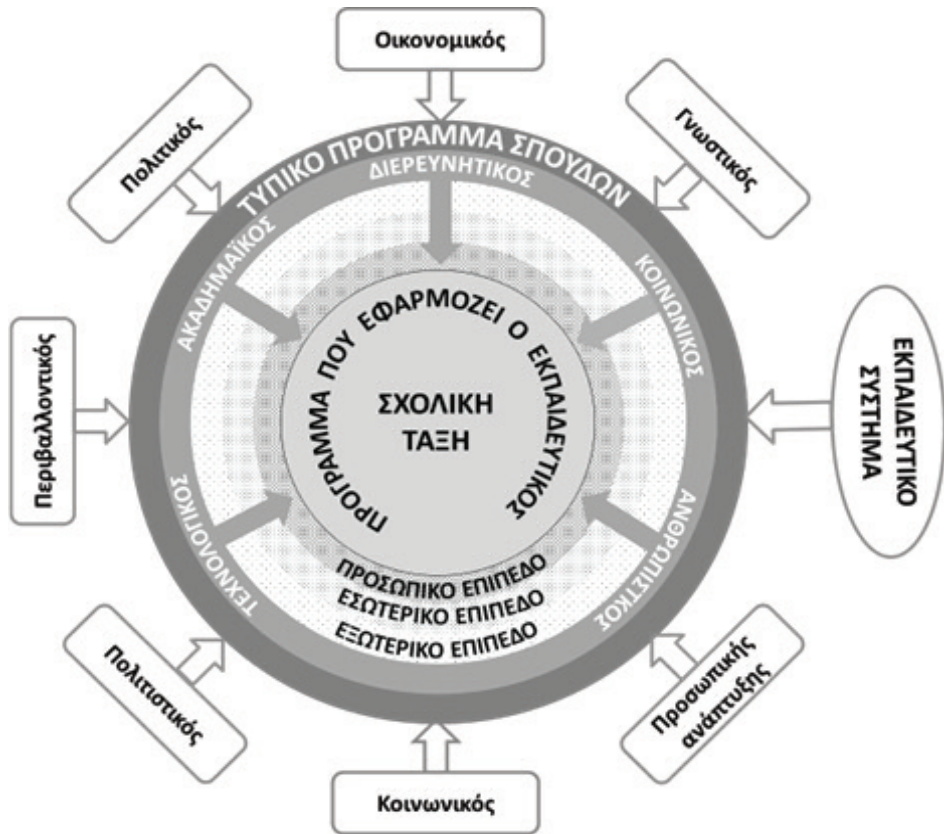 Οικονομικός
Πολιτικός
Γνωστικός
ΤΥΠΙΚΟ ΠΡΟΓΡΑΜΜΑ ΣΠΟΥΔΩΝ
ΔΙΕΡΕΥΝΗΤΙΚΟΣ
ΑΚΑΔΗΜΑΪΚΟΣ
ΚΟΙΝΩΝΙΚΟΣ
ΠΡΟΓΡΑΜΜΑ ΠΟΥ ΕΦΑΡΜΟΖΕΙ Ο ΕΚΠΑΙΔΕΥΤΙΚΟΣ
ΣΧΟΛΙΚΗ
ΤΑΞΗ
Περιβαλλοντικός
ΕΚΠΑΙΔΕΥΤΙΚΟ
ΣΥΣΤΗΜΑ
ΤΕΧΝΟΛΟΓΙΚΟΣ
ΑΝΘΡΩΠΙΣΤΙΚΟΣ
ΠΡΟΣΩΠΙΚΟ ΕΠΙΠΕΔΟ
ΕΣΩΤΕΡΙΚΟ ΕΠΙΠΕΔΟ
ΕΞΩΤΕΡΙΚΟ ΕΠΙΠΕΔΟ
Πολιτιστικός
Προσωπικής
ανάπτυξης
Κοινωνικός